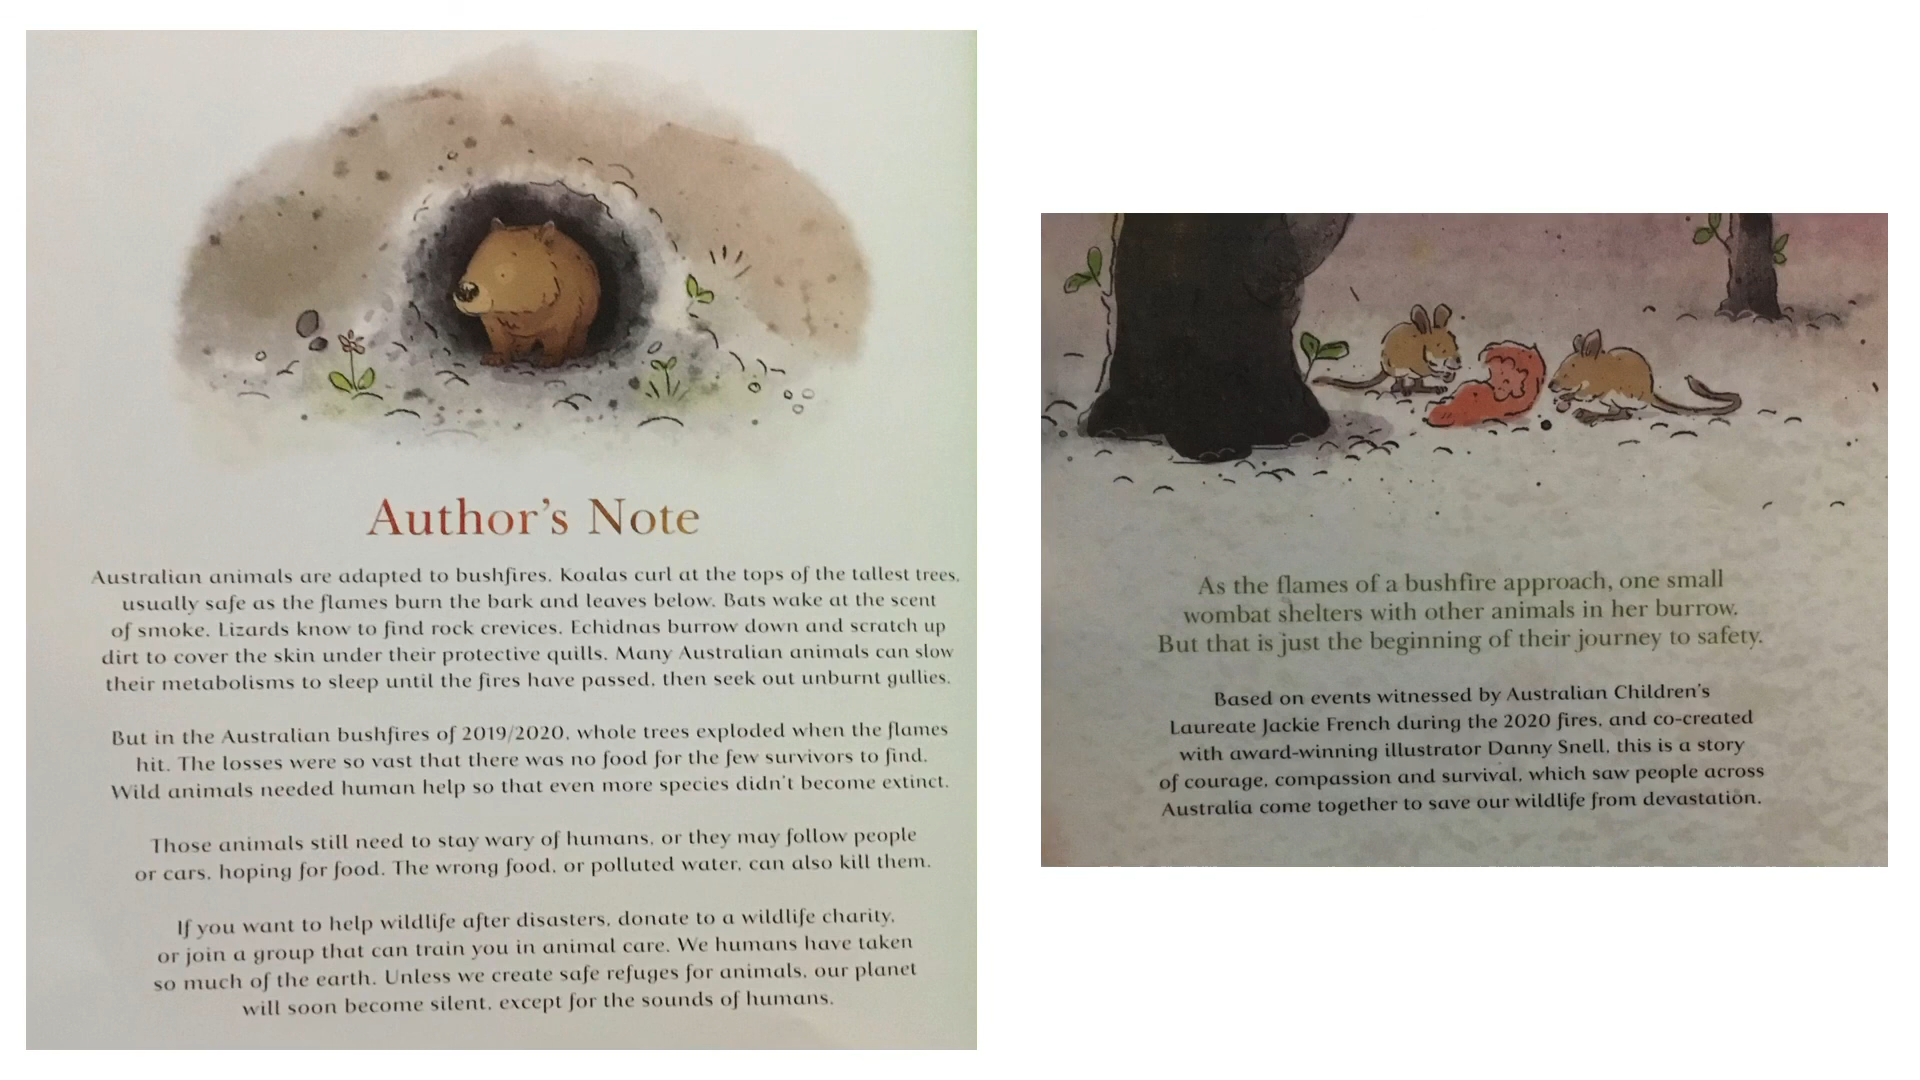 Author's Note
Australian animals are adapted to bushfires. Koalas curl at the tops of the tallest trees,
usually safe as the flames burn the bark and leaves below. Bats wake at the scent
of smoke. Lizards know to find rock crevices. Echidnas burrow down and scratch up
dirt to cover the skin under their protective quills. Many Australian animals can slow
their metabolisms to sleep until the fires have passed, then seek out unburnt gullies.
But in the Australian bushfires of 2019/2020, whole trees exploded when the flames
hit. The losses were so vast that there was no food for the few survivors to find.
Wild animals needed human help so that even more species didn't become extinct.
Those animals still need to stay wary of humans, or they may follow people
or cars, hoping for food. The wrong food, or polluted water, can also kill them.
If you want to help wildlife after disasters, donate to a wildlife charity,
or join a group that can train you in animal care. We humans have taken
so much of the earth. Unless we create safe refuges for animals, our planet
will soon become silent, except for the sounds of humans.
As the flames of a bushfire approach, one small
wombat shelters with other animals in her burrow.
But that is just the beginning of their journey to safety.
Based on events witnessed by Australian Children's
Laureate Jackie French during the 2020 fires, and co-created
with award-winning illustrator Danny Snell, this is a story
of courage, compassion and survival, which saw people across
Australia come together to save our wildlife from devastation.